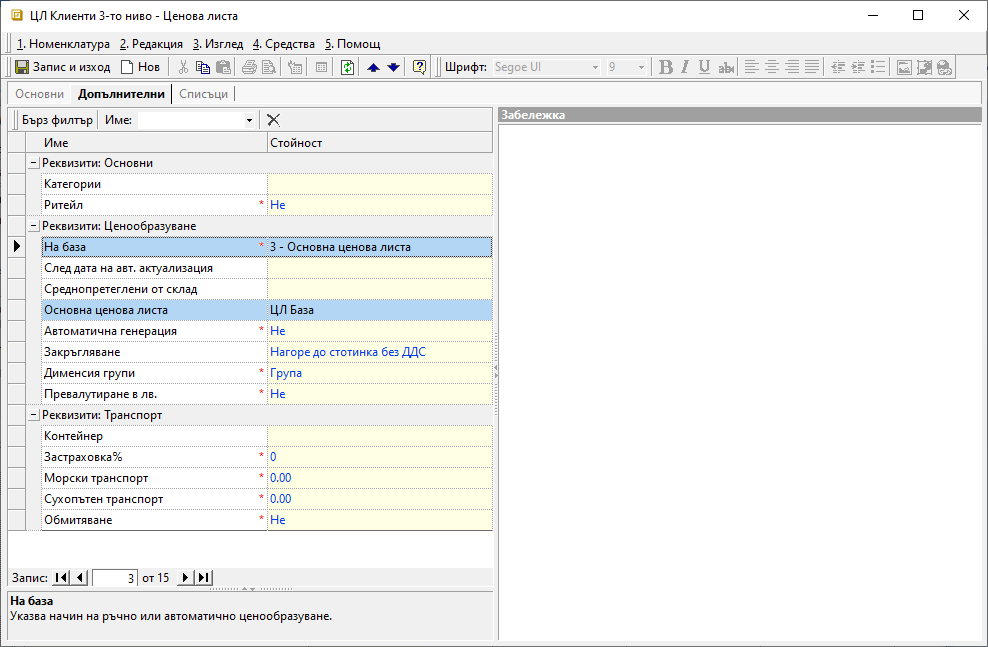 ЦЛ Клиенти 3-то ниво - Ценова листа
1. Номенклатура 2. Редакция 3. Изглед 4. Средства 5. Помощ
Запис и изход Нов Шрифт: Segoe UI 9 B I U abc
Основни Допълнителни Списъци
Бърз филтър Име:
Забележка
Име Стойност
Реквизити: Основни
Категории
Ритейл * Не
Реквизити: Ценообразуване
На база * 3 - Основна ценова листа
След дата на авт. актуализация
Среднопретеглени от склад
Основна ценова листа ЦЛ База
Автоматична генерация * Не
Закръгляване * Нагоре до стотинка без ДДС
Дименсия групи * Група
Превалутиране в лв. * Не
Реквизити: Транспорт
Контейнер
Застраховка% * 0
Морски транспорт * 0.00
Сухопътен транспорт * 0.00
Обмитяване * Не
Запис: 3 от 15
На база
Указва начин на ръчно или автоматично ценообразуване.